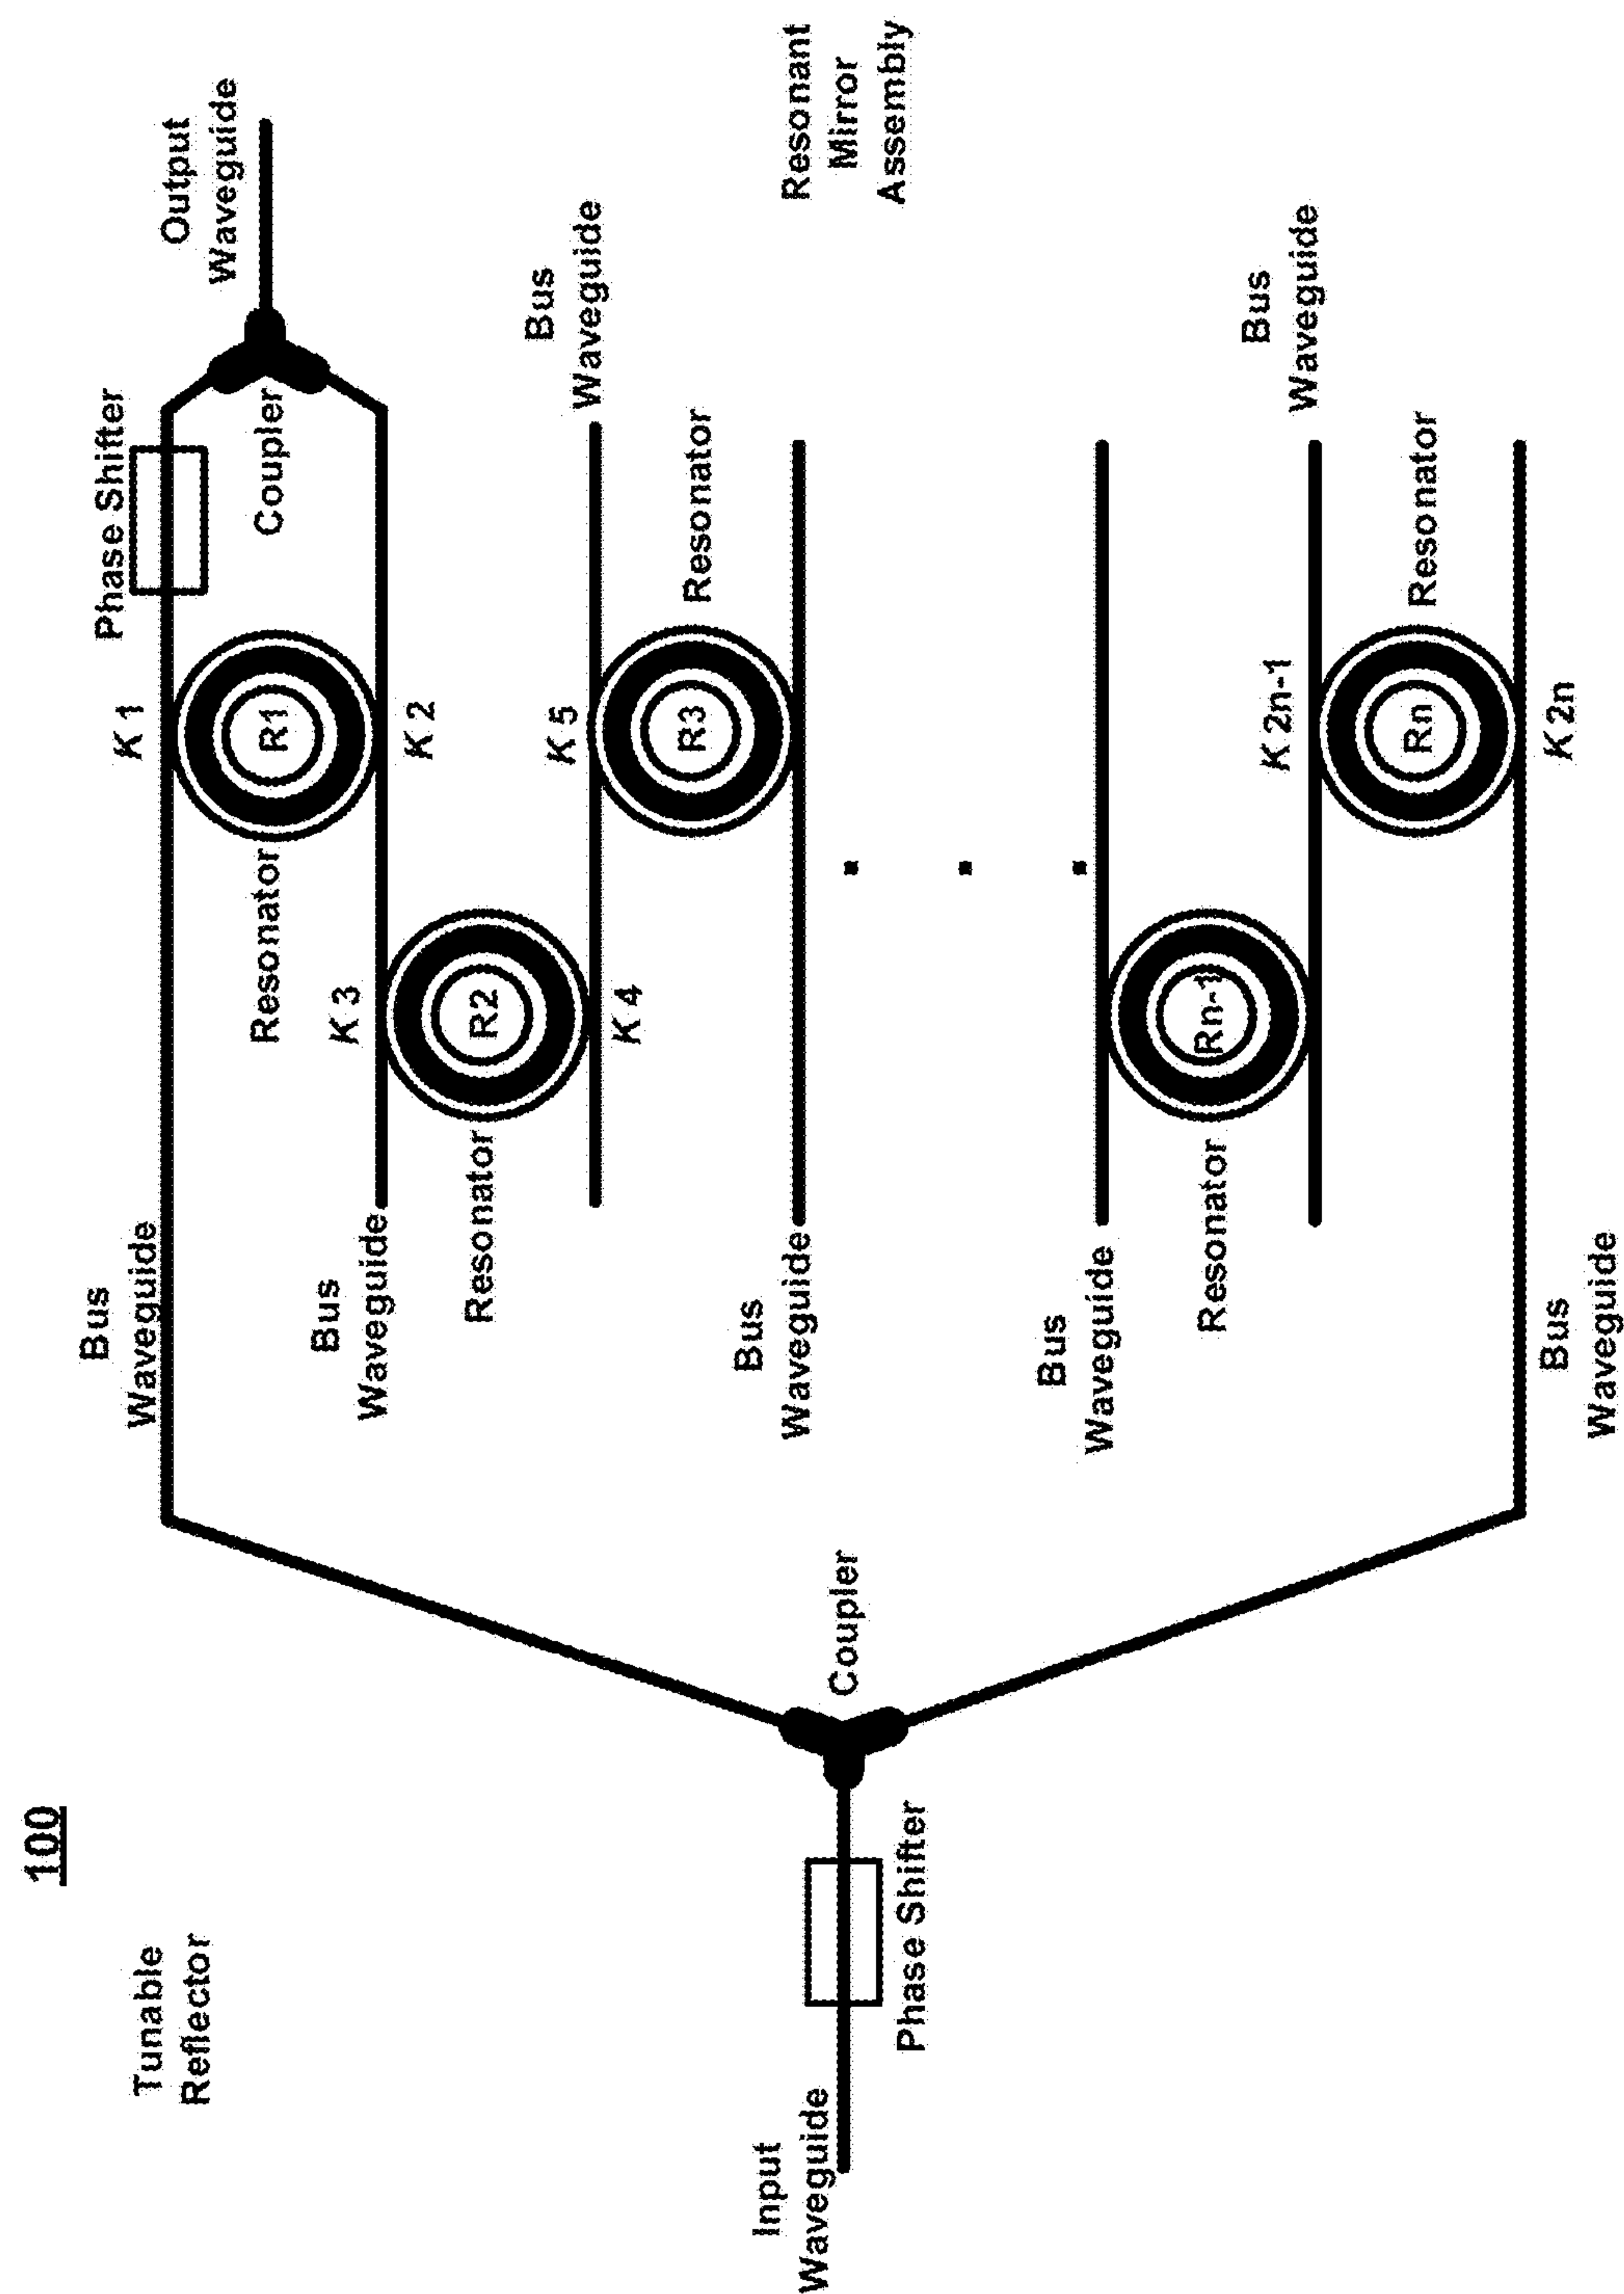 100
Tunable
Reflector
Input
Waveguide
Phase Shifter
Coupler
Bus
Waveguide
K 1
Phase Shifter
Output
Waveguide
Resonator
R1
Coupler
Bus
Waveguide
K 3
K 2
Resonator
R2
K 4
K 5
Bus
Waveguide
R3
Resonator
Bus
Waveguide
Resonant
Mirror
Assembly
Bus
Waveguide
Resonator
Rn-1
K 2n-1
Bus
Waveguide
Rn
Resonator
Bus
Waveguide
K 2n